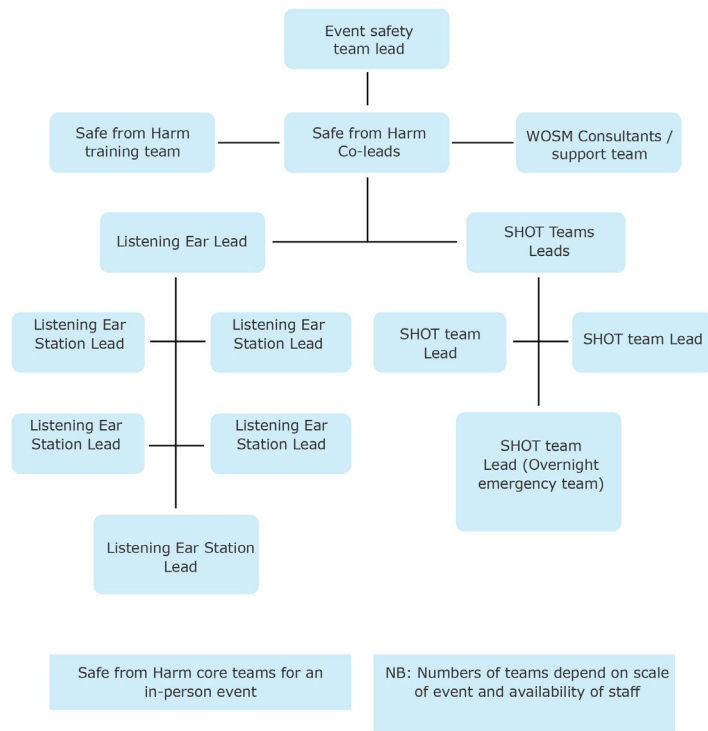 Event safety
team lead
Safe from Harm
training team
Safe from Harm
Co-leads
WOSM Consultants /
support team
Listening Ear Lead
SHOT Teams
Leads
Listening Ear
Station Lead
Listening Ear
Station Lead
SHOT team
Lead
SHOT team Lead
Listening Ear
Station Lead
Listening Ear
Station Lead
SHOT team
Lead (Overnight
emergency team)
Listening Ear Station
Lead
Safe from Harm core teams for an
in-person event
NB: Numbers of teams depend on scale
of event and availability of staff